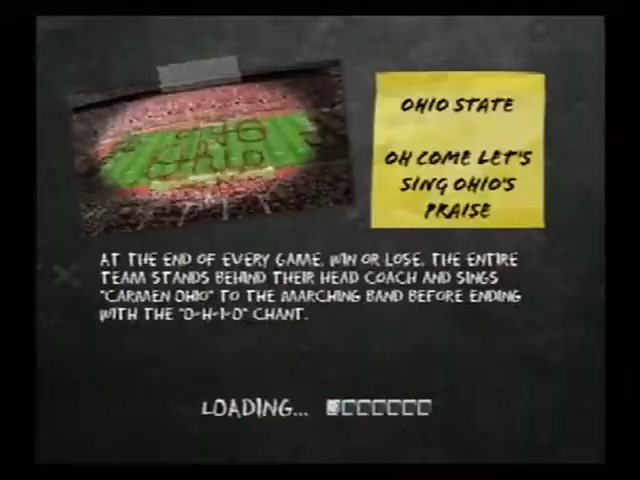 OHIO STATE
OH COME LET'S
SING OHIO'S
PRAISE
AT THE END OF EVERY GAME, WIN OR LOSE, THE ENTIRE
TEAM STANDS BEHIND THEIR HEAD COACH AND SINGS
"CARMEN OHIO" TO THE MARCHING BAND BEFORE ENDING
WITH THE "O-H-I-O" CHANT.
LOADING...